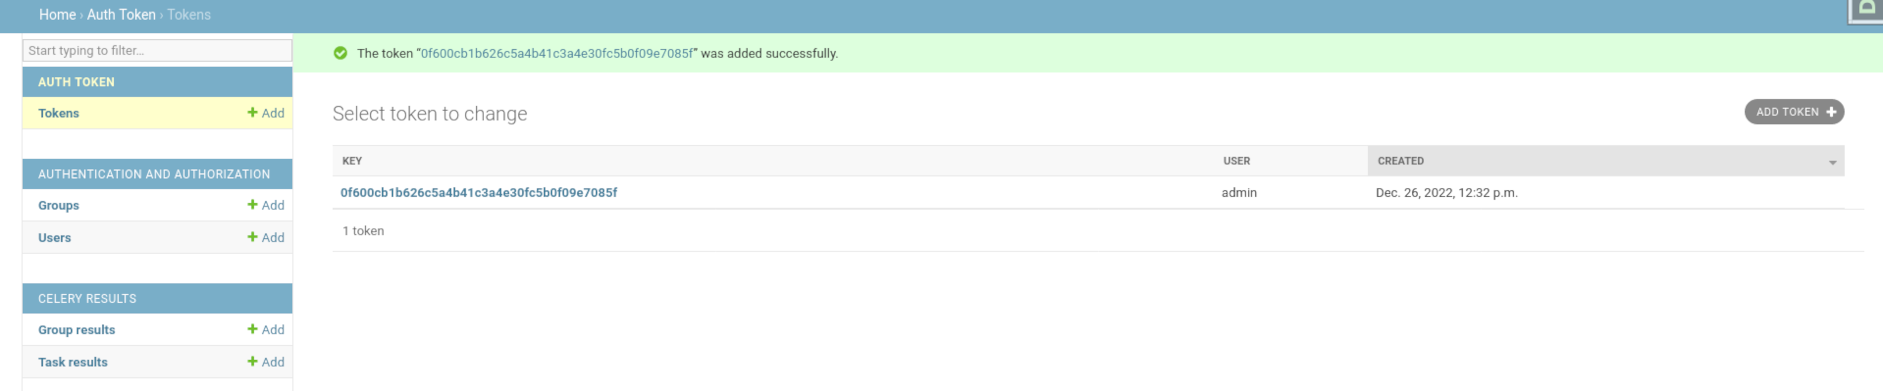 Home › Auth Token › Tokens
D
Start typing to filter...
The token “0f600cb1b626c5a4b41c3a4e30fc5b0f09e7085f” was added successfully.
AUTH TOKEN
Tokens + Add
AUTHENTICATION AND AUTHORIZATION
Groups + Add
Users + Add
CELERY RESULTS
Group results + Add
Task results + Add
Select token to change
ADD TOKEN +
KEY USER CREATED
0f600cb1b626c5a4b41c3a4e30fc5b0f09e7085f admin Dec. 26, 2022, 12:32 p.m.
1 token